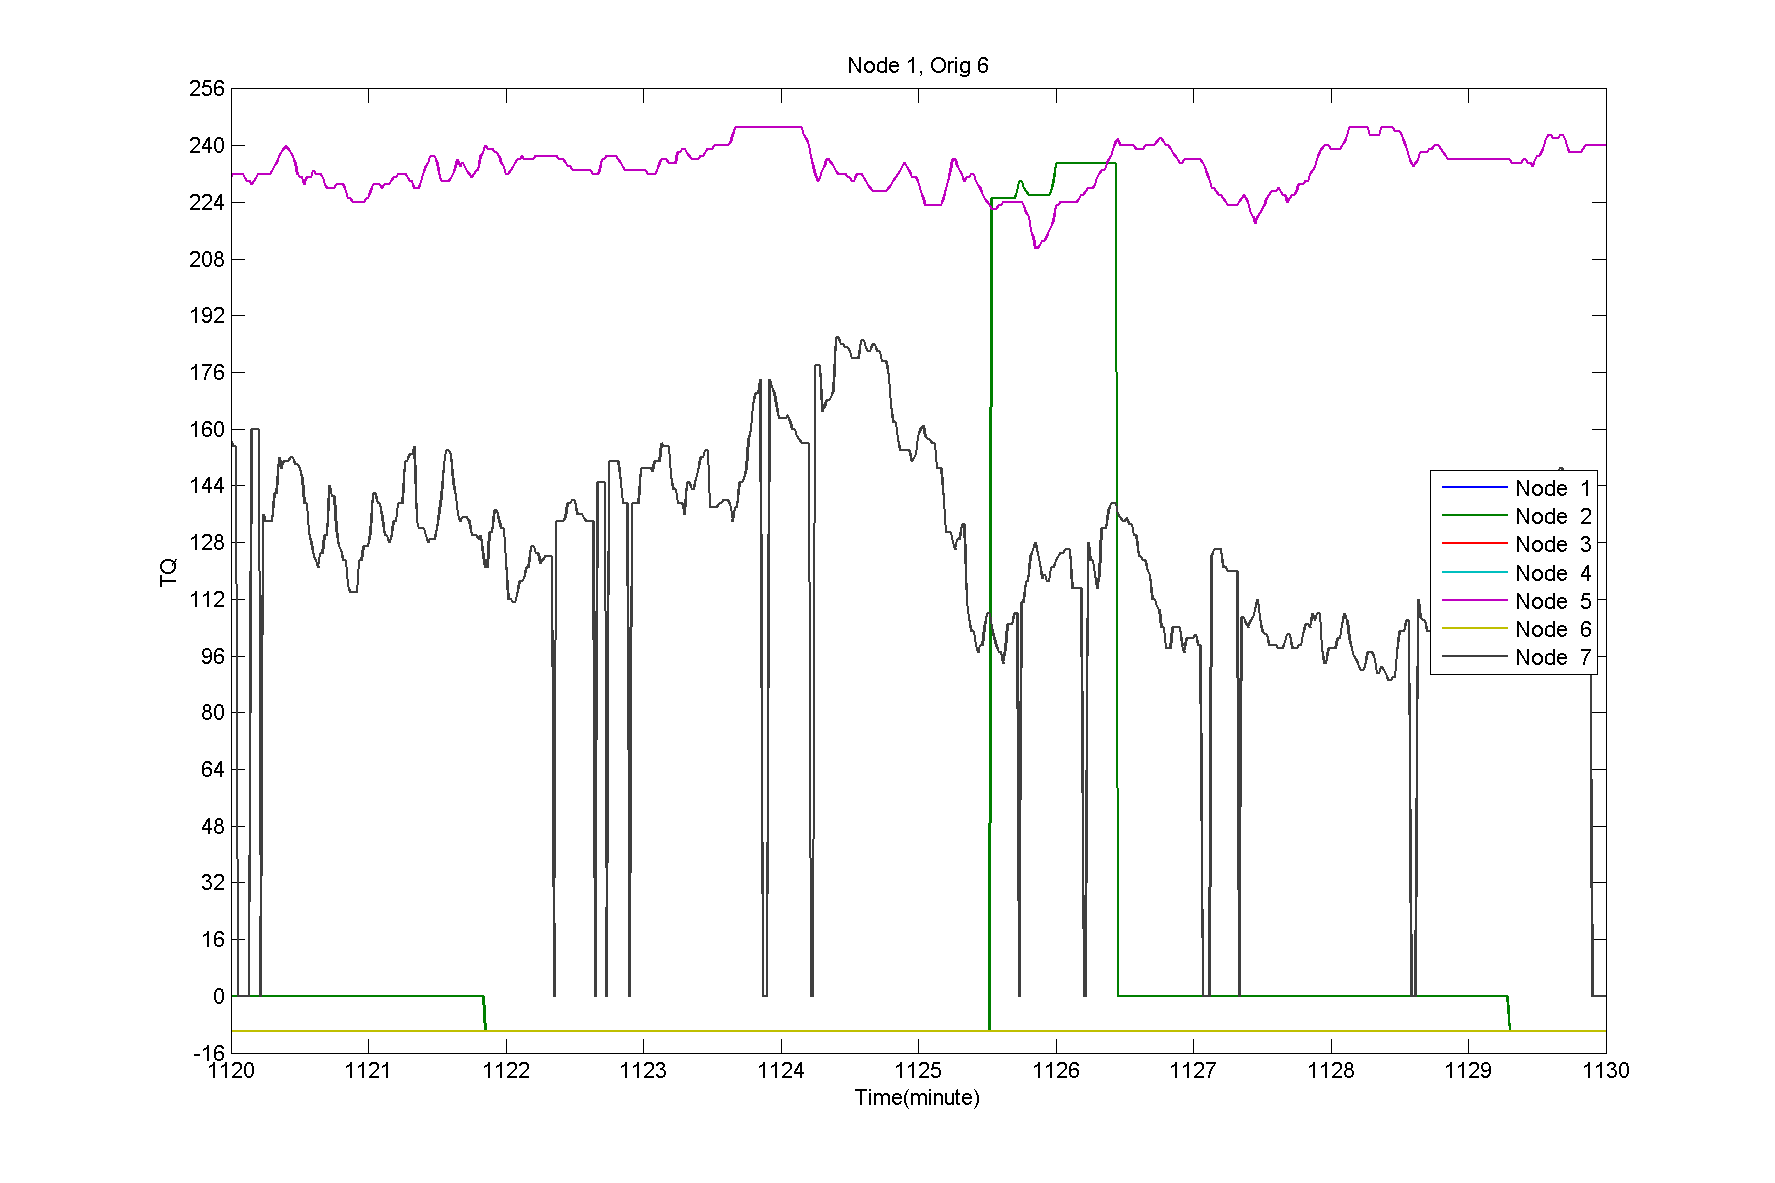 Node 1, Orig 6
256
240
224
208
192
176
160
144
128
112
96
80
64
48
32
16
0
-16
TQ
Node 1
Node 2
Node 3
Node 4
Node 5
Node 6
Node 7
1120 1121 1122 1123 1124 1125 1126 1127 1128 1129 1130
Time(minute)